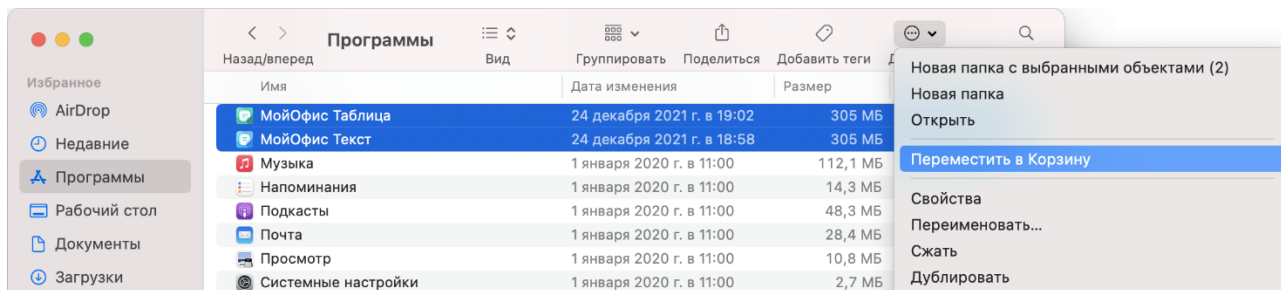 Программы
Назад/вперед
Вид
Группировать
Поделиться
Добавить теги
Избранное
AirDrop
Недавние
Программы
Рабочий стол
Документы
Загрузки
Имя Дата изменения Размер
МойОфис Таблица 24 декабря 2021 г. в 19:02 305 МБ
МойОфис Текст 24 декабря 2021 г. в 18:58 305 МБ
Музыка 1 января 2020 г. в 11:00 112,1 МБ
Напоминания 1 января 2020 г. в 11:00 14,3 МБ
Подкасты 1 января 2020 г. в 11:00 48,3 МБ
Почта 1 января 2020 г. в 11:00 28,4 МБ
Просмотр 1 января 2020 г. в 11:00 10,8 МБ
Системные настройки 1 января 2020 г. в 11:00 2,7 МБ
Новая папка с выбранными объектами (2)
Новая папка
Открыть
Переместить в Корзину
Свойства
Переименовать...
Сжать
Дублировать